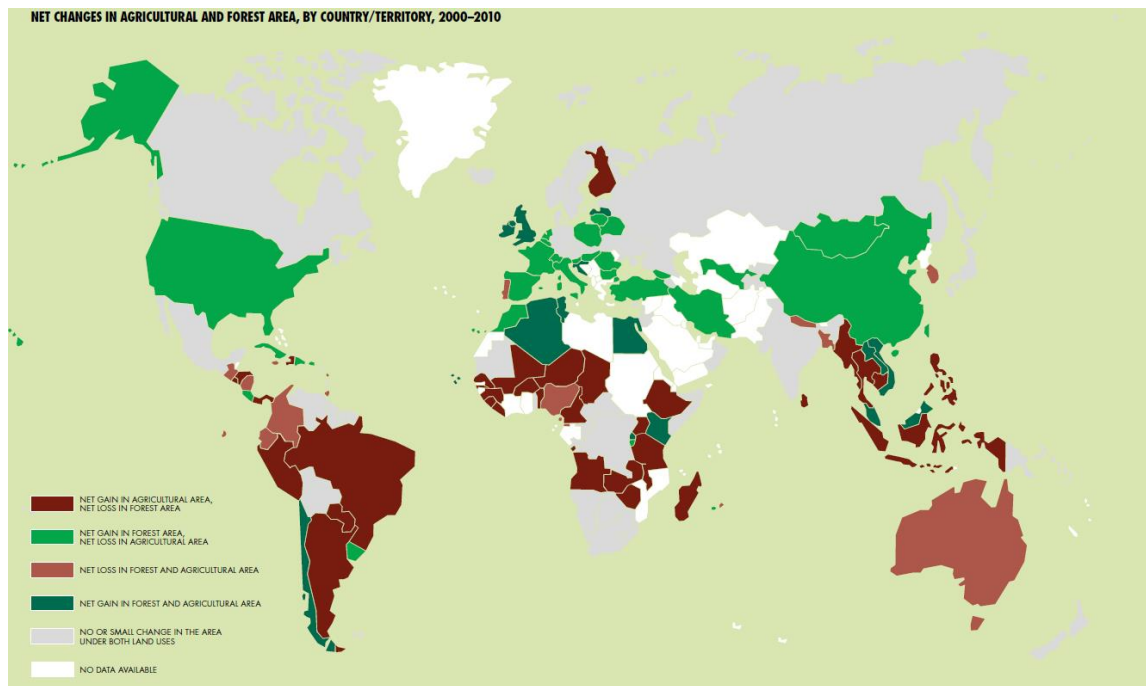 NET CHANGES IN AGRICULTURAL AND FOREST AREA, BY COUNTRY/TERRITORY, 2000–2010
NET GAIN IN AGRICULTURAL AREA,
NET LOSS IN FOREST AREA
NET GAIN IN FOREST AREA,
NET LOSS IN AGRICULTURAL AREA
NET LOSS IN FOREST AND AGRICULTURAL AREA
NET GAIN IN FOREST AND AGRICULTURAL AREA
NO OR SMALL CHANGE IN THE AREA
UNDER BOTH LAND USES
NO DATA AVAILABLE